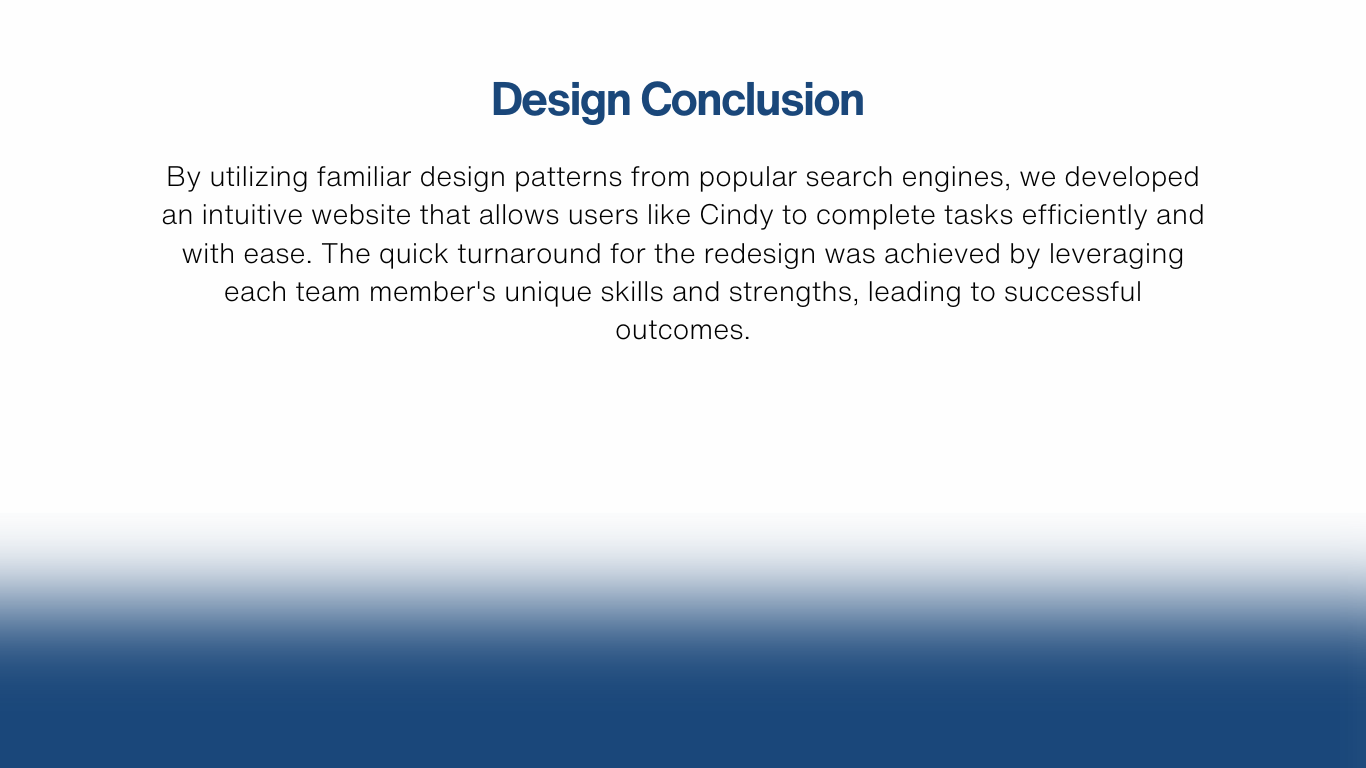 Design Conclusion
By utilizing familiar design patterns from popular search engines, we developed
an intuitive website that allows users like Cindy to complete tasks efficiently and
with ease. The quick turnaround for the redesign was achieved by leveraging
each team member's unique skills and strengths, leading to successful
outcomes.